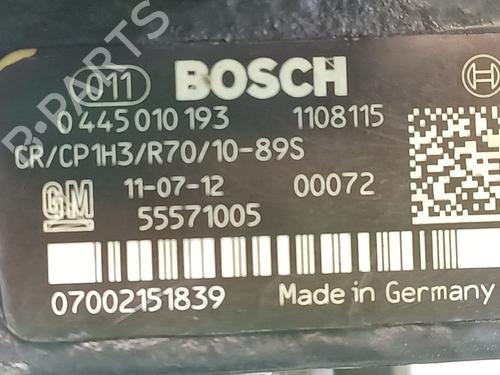 011 BOSCH
0 445 010 193 1108115
CR/CP1H3/R70/10-89S
GM 11-07-12 00072
55571005
07002151839 Made in Germany